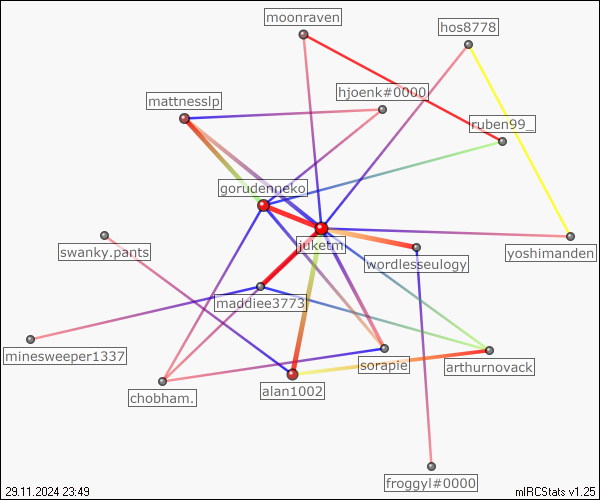 moonraven
hos8778
hjoenk#0000
mattnesslp
ruben99_
gorudenneko
juketm
swanky.pants
wordlesseulogy
yoshimanden
maddiee3773
minesweeper1337
sorapie
arthurnovack
chobham.
alan1002
froggyl#0000
29.11.2024 23:49
mIRCStats v1.25